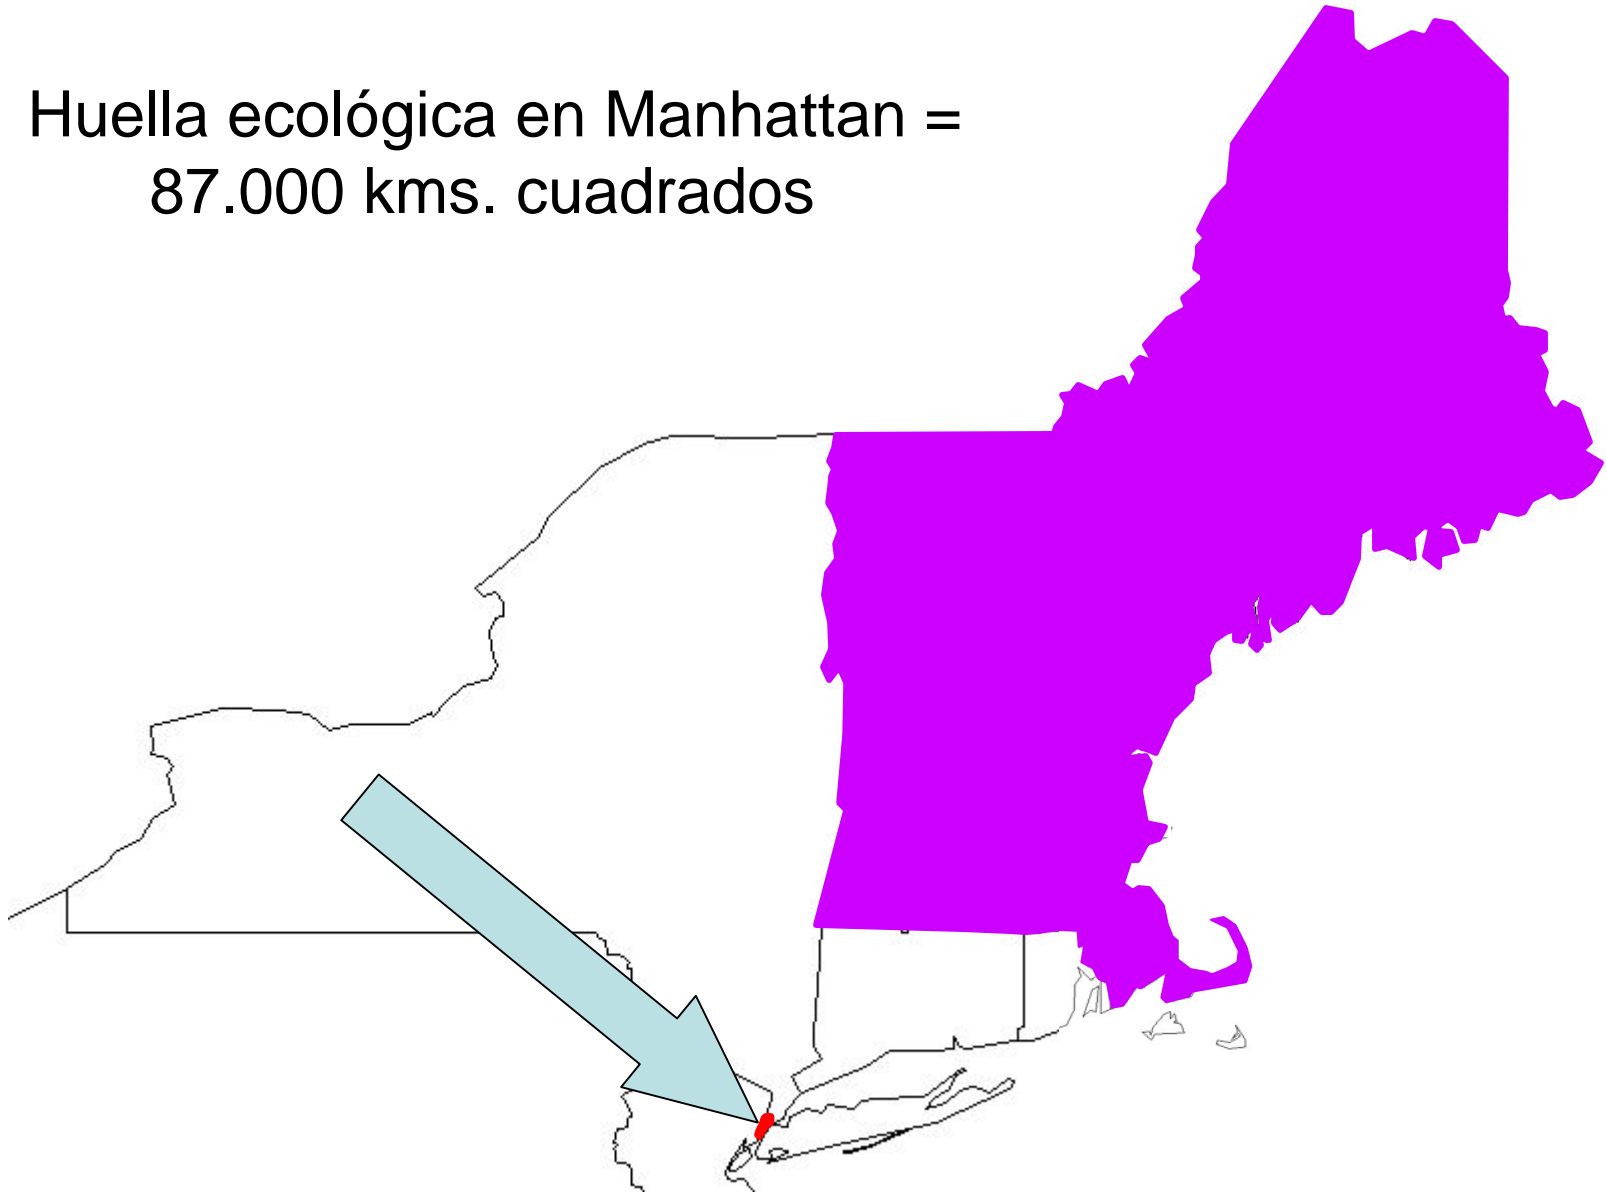 Huella ecológica en Manhattan =
87.000 kms. cuadrados